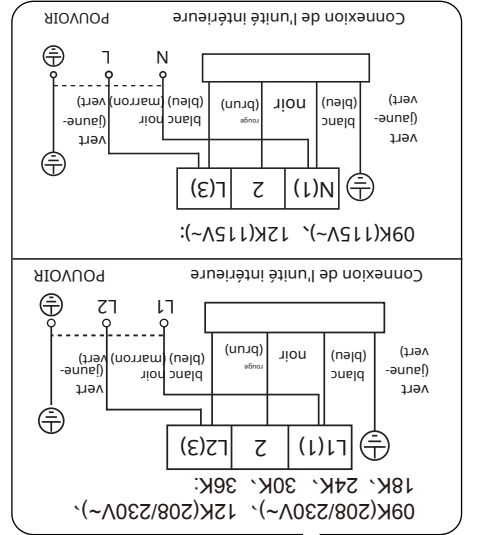 09K(208/230V~)、 12K(208/230V~)、
18K、 24K、 30K、 36K:
L1(1) 2 L2(3)
vert
(jaune-
vert)
blanc
(bleu)
noir
rouge
(brun)
blanc noir
(bleu) (marron)
vert
(jaune-
vert)
L1 L2
Connexion de l'unité intérieure POUVOIR
09K(115V~)、 12K(115V~):
N(1) 2 L(3)
vert
(jaune-
vert)
blanc
(bleu)
noir
rouge
(brun)
blanc noir
(bleu) (marron)
vert
(jaune-
vert)
N L
Connexion de l'unité intérieure POUVOIR